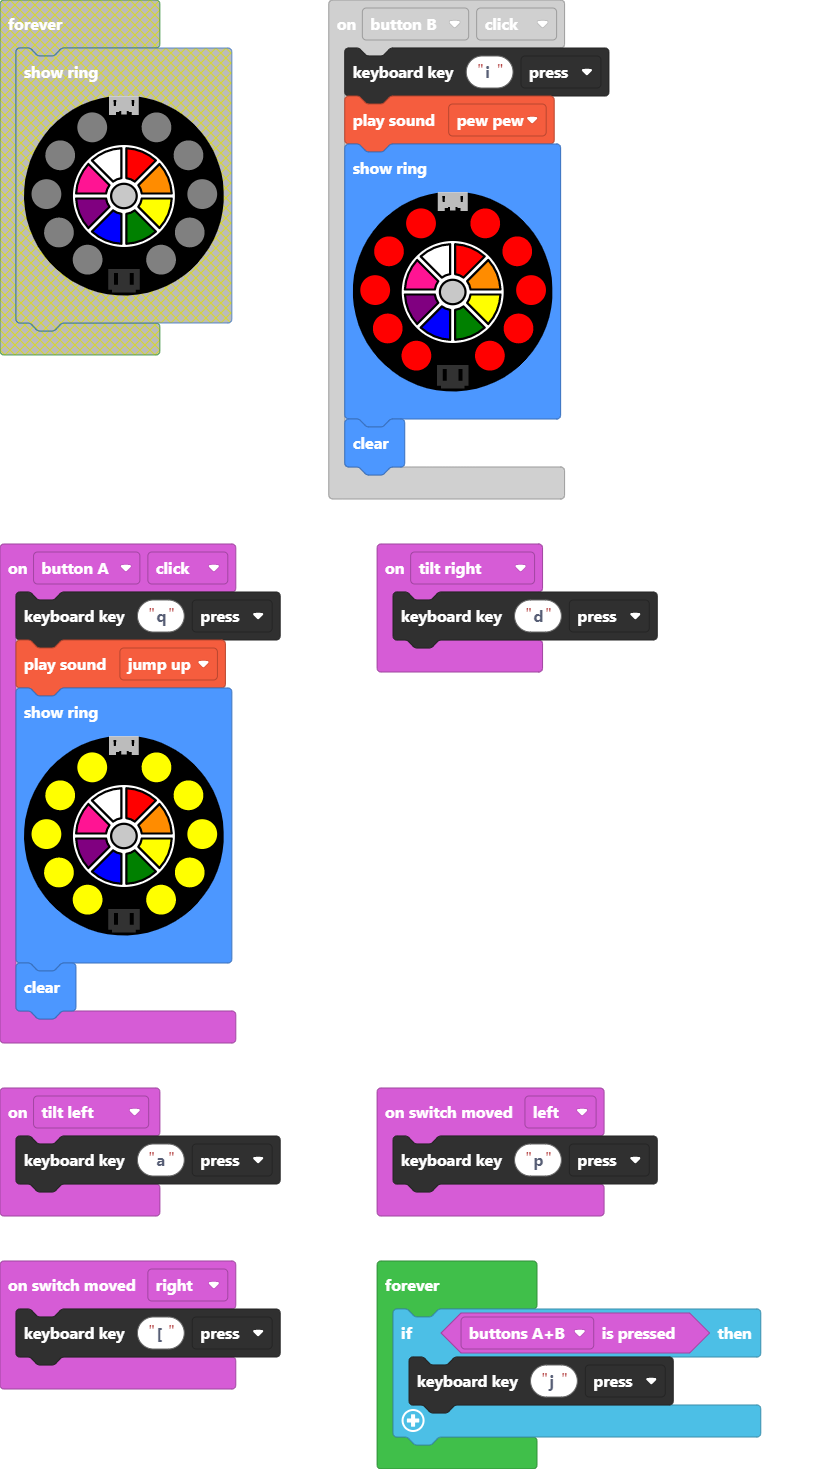 forever
show ring
on button B click
keyboard key "i" press
play sound pew pew
show ring
clear
on button A click
keyboard key "q" press
play sound jump up
show ring
clear
on tilt right
keyboard key "d" press
on tilt left
keyboard key "a" press
on switch moved left
keyboard key "p" press
on switch moved right
keyboard key "[" press
forever
if buttons A+B is pressed then
keyboard key "j" press